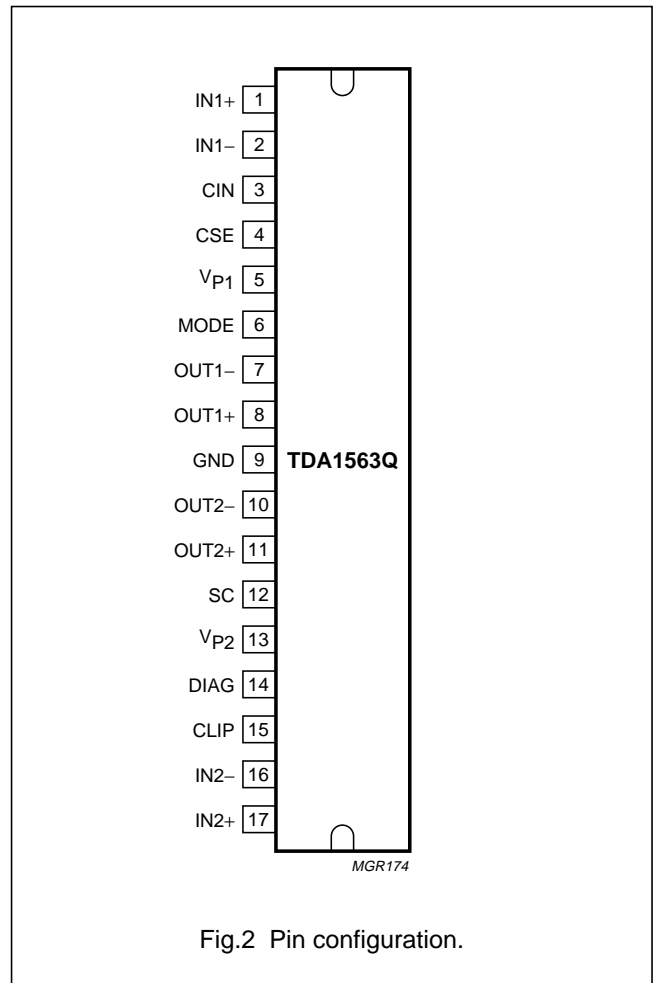 IN1+ 1
IN1− 2
CIN 3
CSE 4
VP1 5
MODE 6
OUT1− 7
OUT1+ 8
GND 9 TDA1563Q
OUT2− 10
OUT2+ 11
SC 12
VP2 13
DIAG 14
CLIP 15
IN2− 16
IN2+ 17
MGR174
Fig.2 Pin configuration.